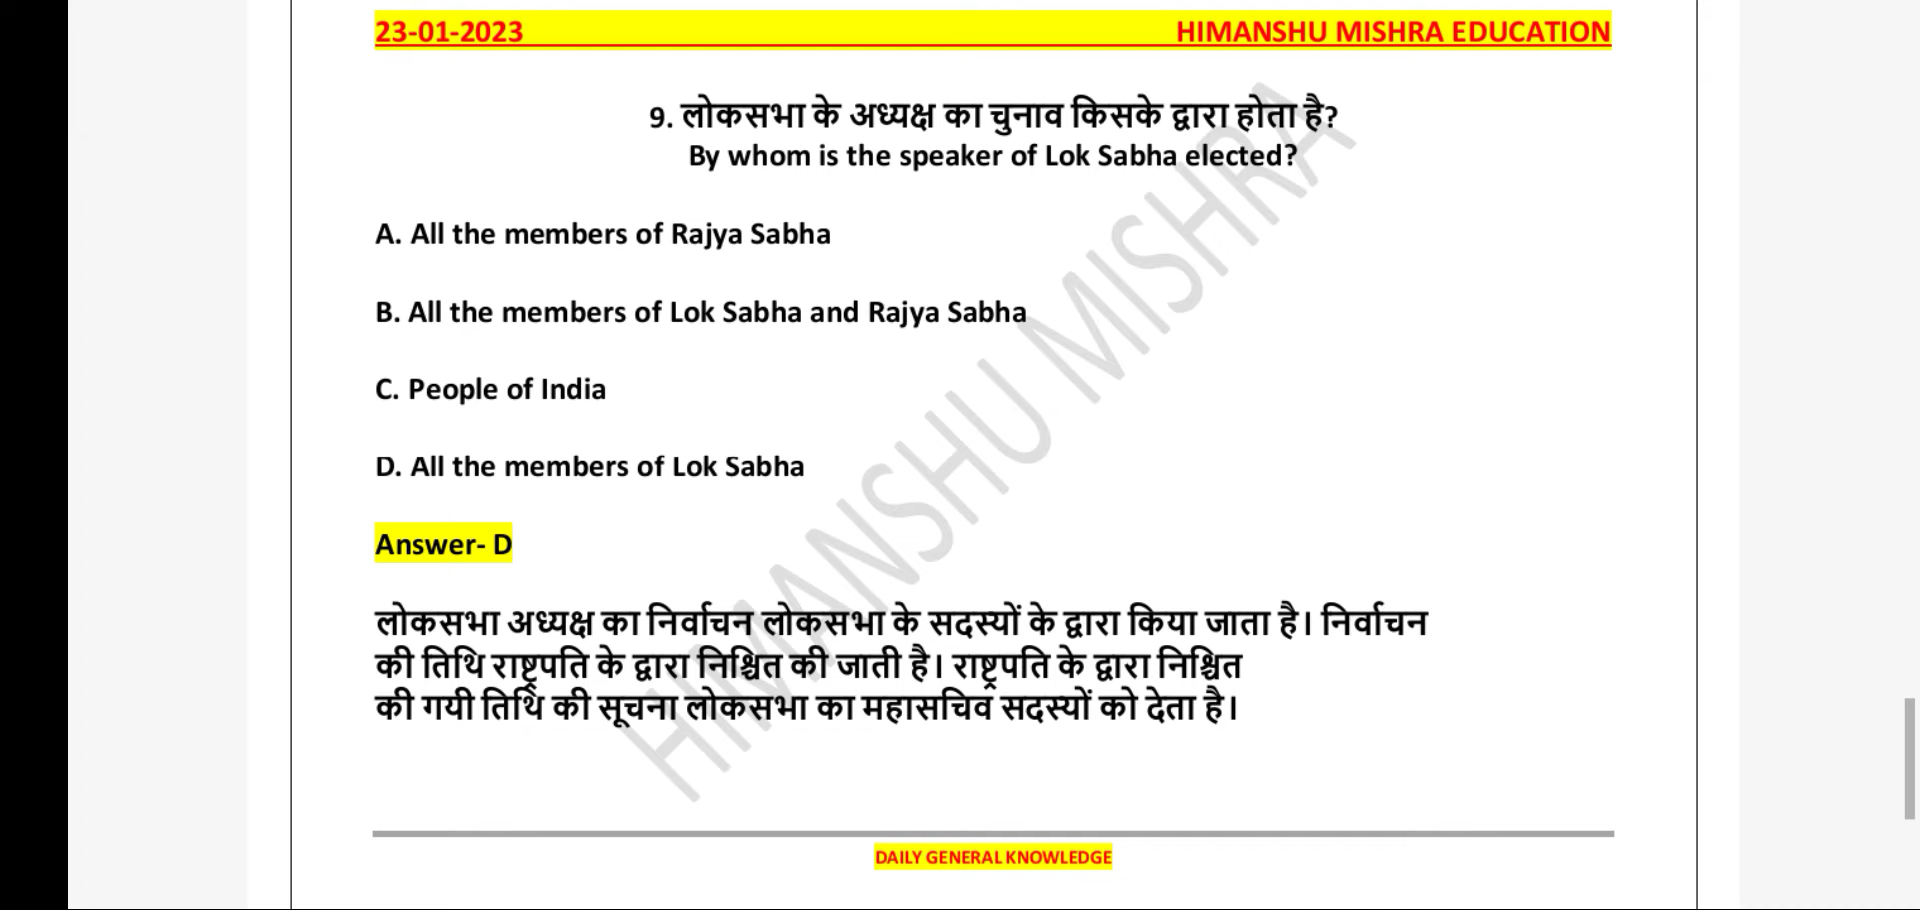 23-01-2023 HIMANSHU MISHRA EDUCATION
9. लोकसभा के अध्यक्ष का चुनाव किसके द्वारा होता है?
By whom is the speaker of Lok Sabha elected?
A. All the members of Rajya Sabha
B. All the members of Lok Sabha and Rajya Sabha
C. People of India
D. All the members of Lok Sabha
Answer- D
लोकसभा अध्यक्ष का निर्वाचन लोकसभा के सदस्यों के द्वारा किया जाता है। निर्वाचन
की तिथि राष्ट्रपति के द्वारा निश्चित की जाती है। राष्ट्रपति के द्वारा निश्चित
की गयी तिथि की सूचना लोकसभा का महासचिव सदस्यों को देता है।
HIMANSHU MISHRA
DAILY GENERAL KNOWLEDGE